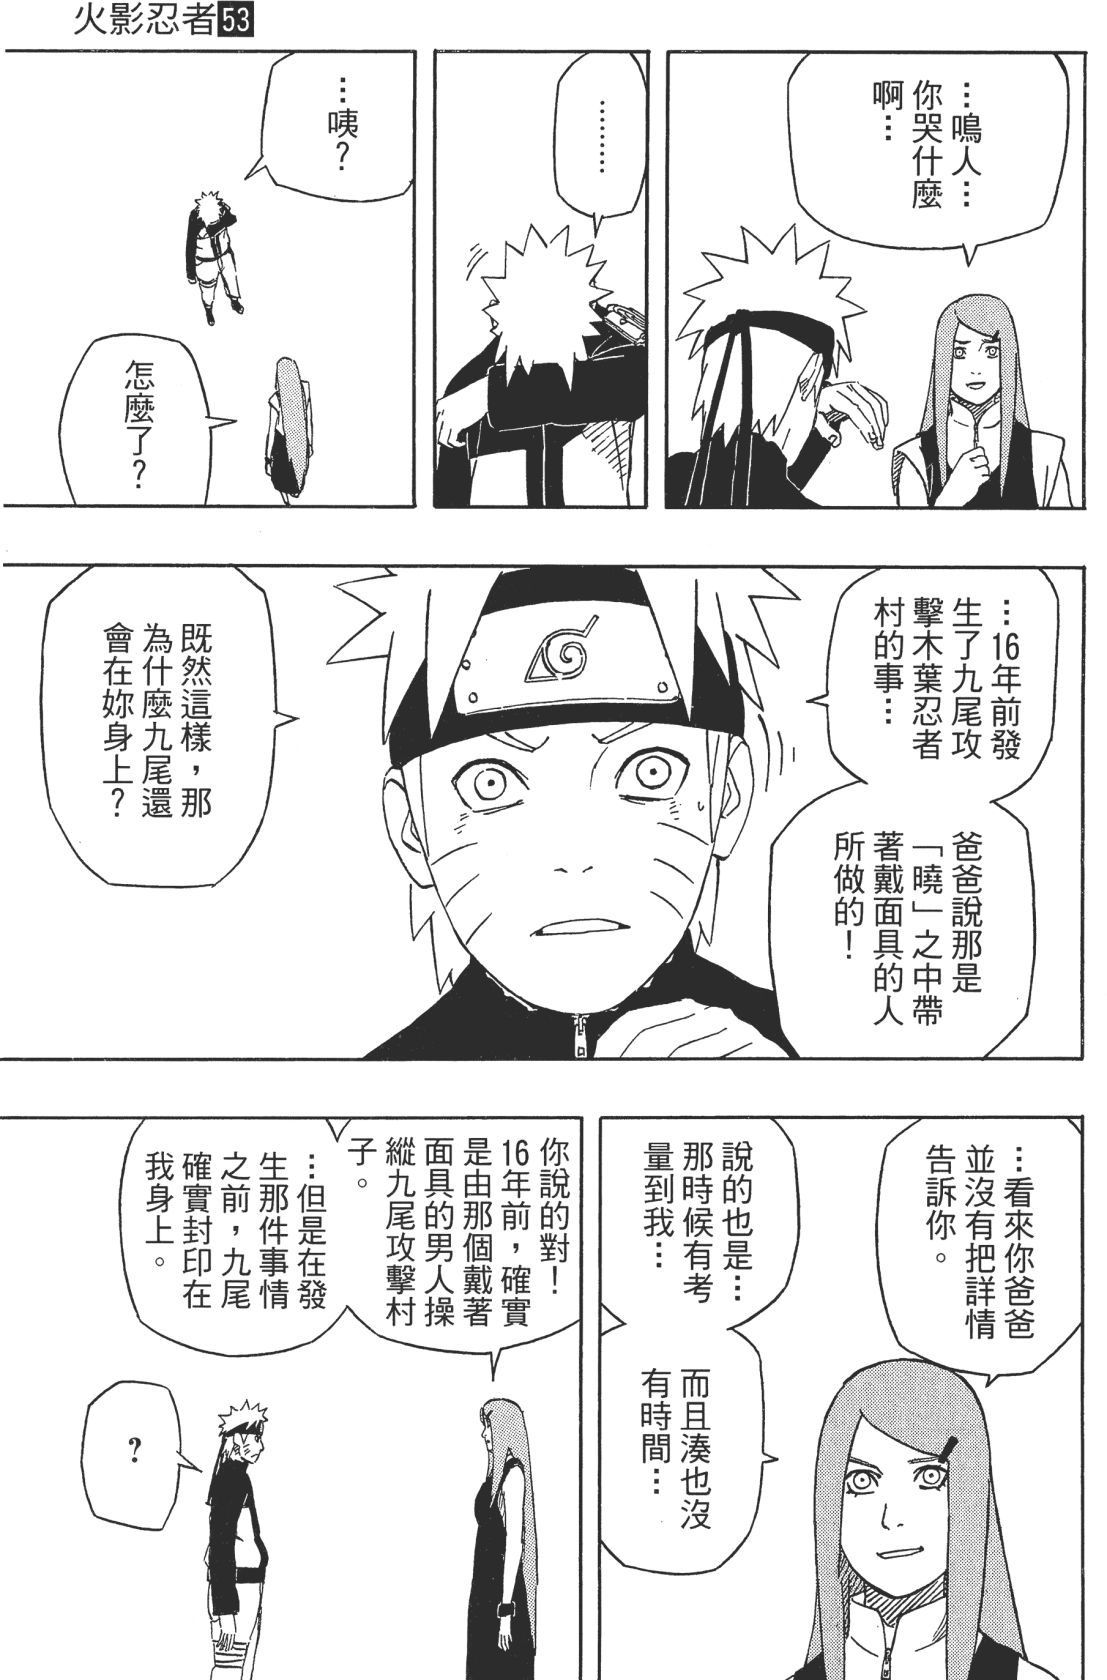 火影忍者53
…鳴人…
你哭什麼
啊…
………
…咦?
怎麼了?
…16年前發
生了九尾攻
擊木葉忍者
村的事…
爸爸說那是
「曉」之中帶
著戴面具的人
所做的!
既然這樣,那
為什麼九尾還
會在妳身上?
…看來你爸爸
並沒有把詳情
告訴你。
說的也是…
那時候有考
量到我…
而且湊也沒
有時間…
你說的對!
16年前,確實
是由那個戴著
面具的男人操
縱九尾攻擊村
子。
…但是在發
生那件事情
之前,九尾
確實封印在
我身上。
?